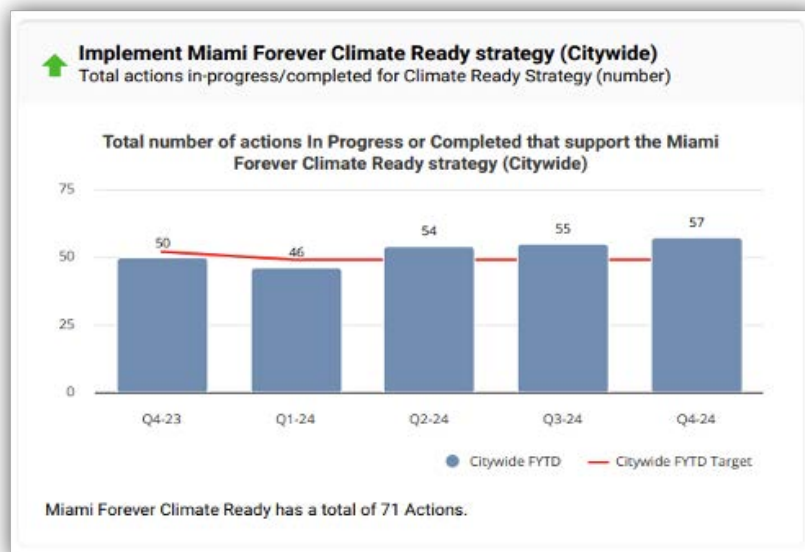 Implement Miami Forever Climate Ready strategy (Citywide)
Total actions in-progress/completed for Climate Ready Strategy (number)
Total number of actions In Progress or Completed that support the Miami
Forever Climate Ready strategy (Citywide)
75
50
25
0
50
46
54
55
57
Q4-23
Q1-24
Q2-24
Q3-24
Q4-24
Citywide FYTD
Citywide FYTD Target
Miami Forever Climate Ready has a total of 71 Actions.